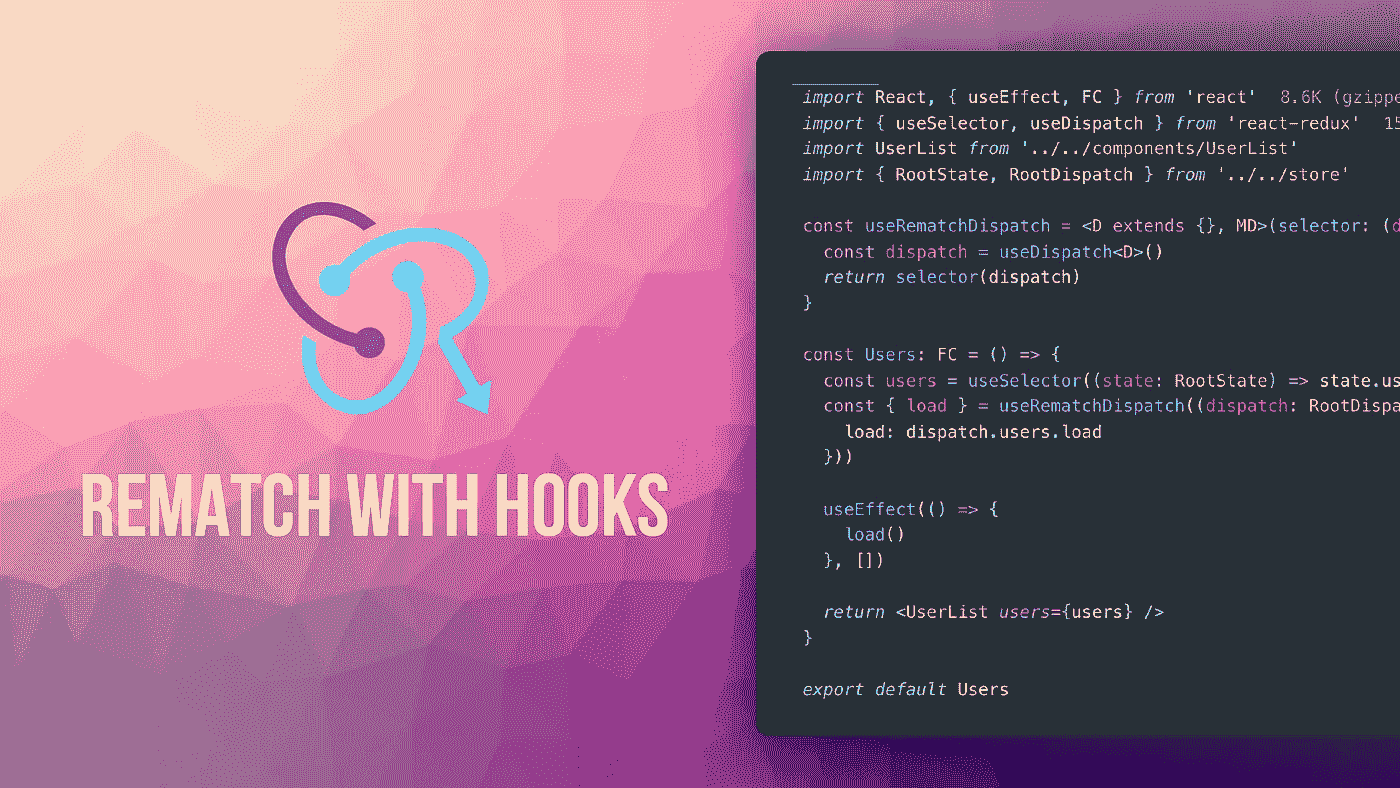 REMATCH WITH HOOKS
import React, { useEffect, FC } from 'react' 8.6K (gzippe
import { useSelector, useDispatch } from 'react-redux' 15
import UserList from '../../components/UserList'
import { RootState, RootDispatch } from '../../store'
const useRematchDispatch = <D extends {}, MD>(selector: (d
const dispatch = useDispatch<D>()
return selector(dispatch)
}
const Users: FC = () => {
const users = useSelector((state: RootState) => state.us
const { load } = useRematchDispatch((dispatch: RootDispa
load: dispatch.users.load
}))
useEffect(() => {
load()
}, [])
return <UserList users={users} />
}
export default Users